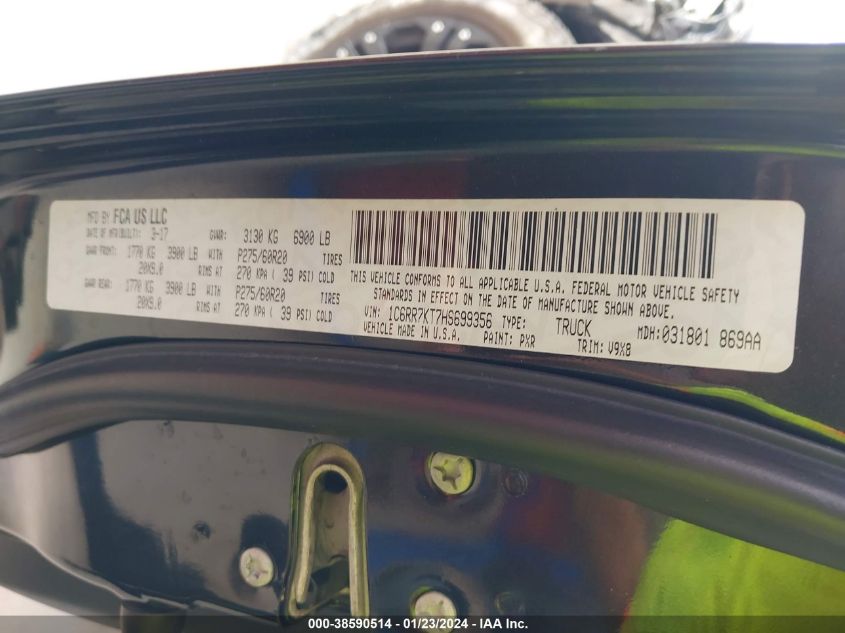 MFD BY FCA US LLC
DATE OF MFR(BUILT): 3-17 GVWR: 3130 KG 6900 LB
GAWR FRONT: 1770 KG 3900 LB WITH P275/60R20 TIRES
20X9.0 RIMS AT 270 KPA ( 39 PSI) COLD
GAWR REAR: 1770 KG 3900 LB WITH P275/60R20 TIRES
20X9.0 RIMS AT 270 KPA ( 39 PSI) COLD
THIS VEHICLE CONFORMS TO ALL APPLICABLE U.S.A. FEDERAL MOTOR VEHICLE SAFETY
STANDARDS IN EFFECT ON THE DATE OF MANUFACTURE SHOWN ABOVE.
VIN: 1C6RR7KT7HS699356 TYPE: TRUCK MDH:031801 869AA
VEHICLE MADE IN U.S.A. PAINT: PXR TRIM: V9X8
000-38590514 - 01/23/2024 - IAA Inc.